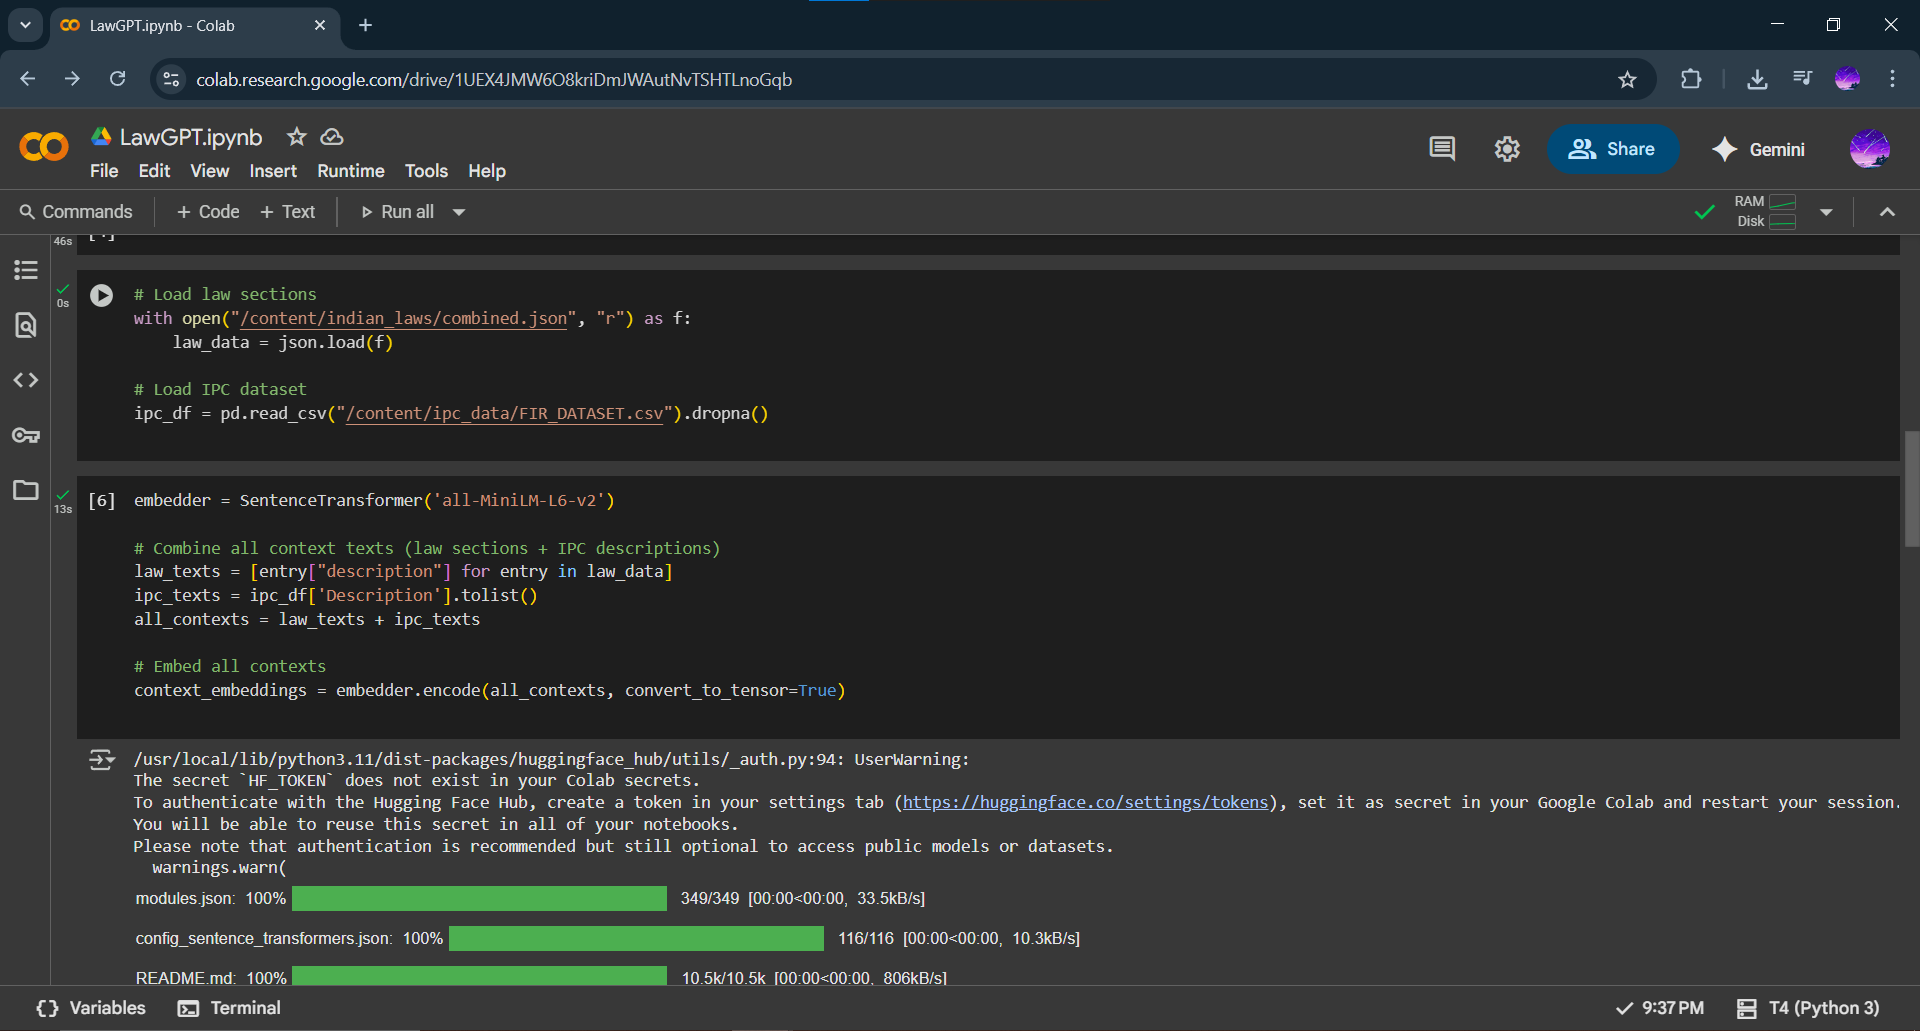 LawGPT.ipynb - Colab
colab.research.google.com/drive/1UEX4JMW6O8kriDmJWAutNvTSHTLnoGqb
LawGPT.ipynb
File Edit View Insert Runtime Tools Help
Share
Gemini
Commands + Code + Text Run all
RAM
Disk
46s
0s
# Load law sections
with open("/content/indian_laws/combined.json", "r") as f:
    law_data = json.load(f)
# Load IPC dataset
ipc_df = pd.read_csv("/content/ipc_data/FIR_DATASET.csv").dropna()
13s
[6] embedder = SentenceTransformer('all-MiniLM-L6-v2')
# Combine all context texts (law sections + IPC descriptions)
law_texts = [entry["description"] for entry in law_data]
ipc_texts = ipc_df['Description'].tolist()
all_contexts = law_texts + ipc_texts
# Embed all contexts
context_embeddings = embedder.encode(all_contexts, convert_to_tensor=True)
/usr/local/lib/python3.11/dist-packages/huggingface_hub/utils/_auth.py:94: UserWarning:
The secret `HF_TOKEN` does not exist in your Colab secrets.
To authenticate with the Hugging Face Hub, create a token in your settings tab (https://huggingface.co/settings/tokens), set it as secret in your Google Colab and restart your session.
You will be able to reuse this secret in all of your notebooks.
Please note that authentication is recommended but still optional to access public models or datasets.
  warnings.warn(
modules.json: 100% 349/349 [00:00<00:00, 33.5kB/s]
config_sentence_transformers.json: 100% 116/116 [00:00<00:00, 10.3kB/s]
README.md: 100% 10.5k/10.5k [00:00<00:00, 806kB/s]
{} Variables Terminal
9:37 PM T4 (Python 3)